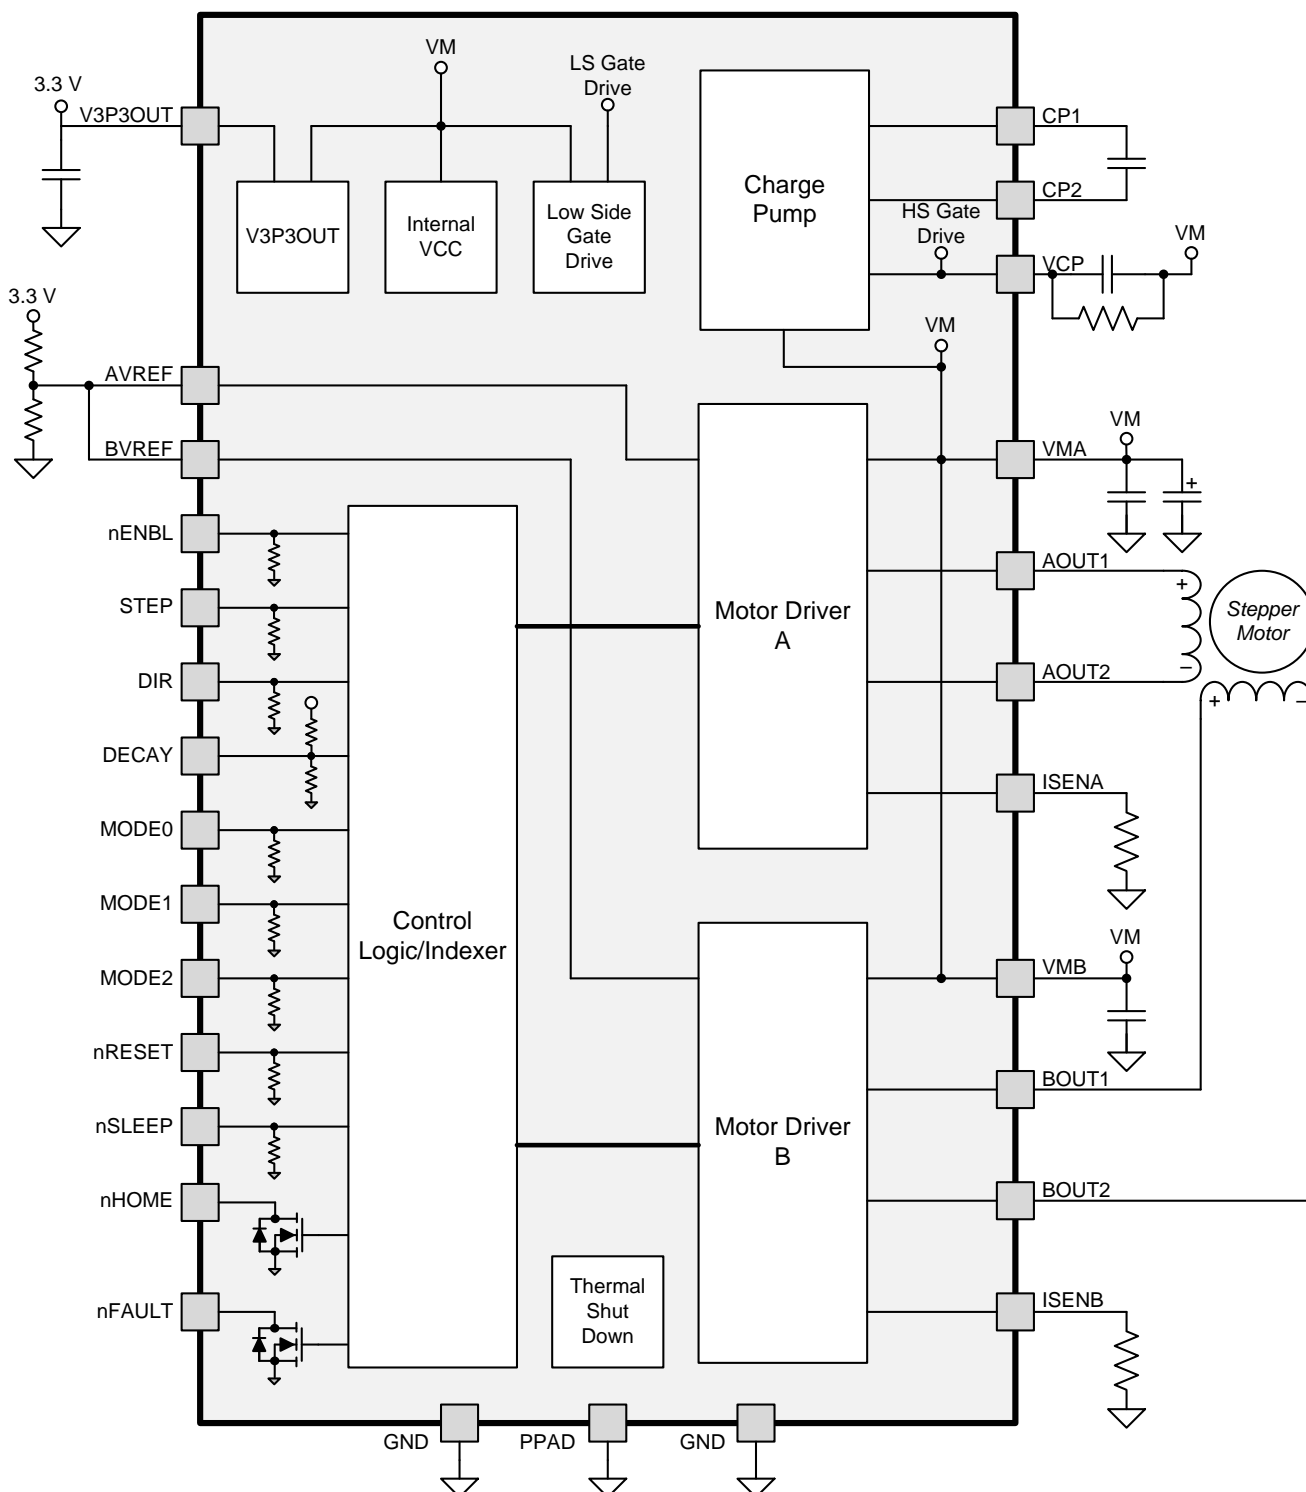 VM
LS Gate
Drive
3.3 V
V3P3OUT
CP1
Charge
Pump
CP2
V3P3OUT
Internal
VCC
Low Side
Gate
Drive
HS Gate
Drive
VM
VCP
3.3 V
VM
AVREF
VM
BVREF
VMA
+
nENBL
AOUT1
+
STEP
Motor Driver
A
Stepper
Motor
DIR
AOUT2
–
+
–
DECAY
ISENA
MODE0
MODE1
Control
Logic/Indexer
VM
MODE2
VMB
nRESET
BOUT1
nSLEEP
Motor Driver
B
nHOME
BOUT2
Thermal
Shut
Down
nFAULT
ISENB
GND
PPAD
GND